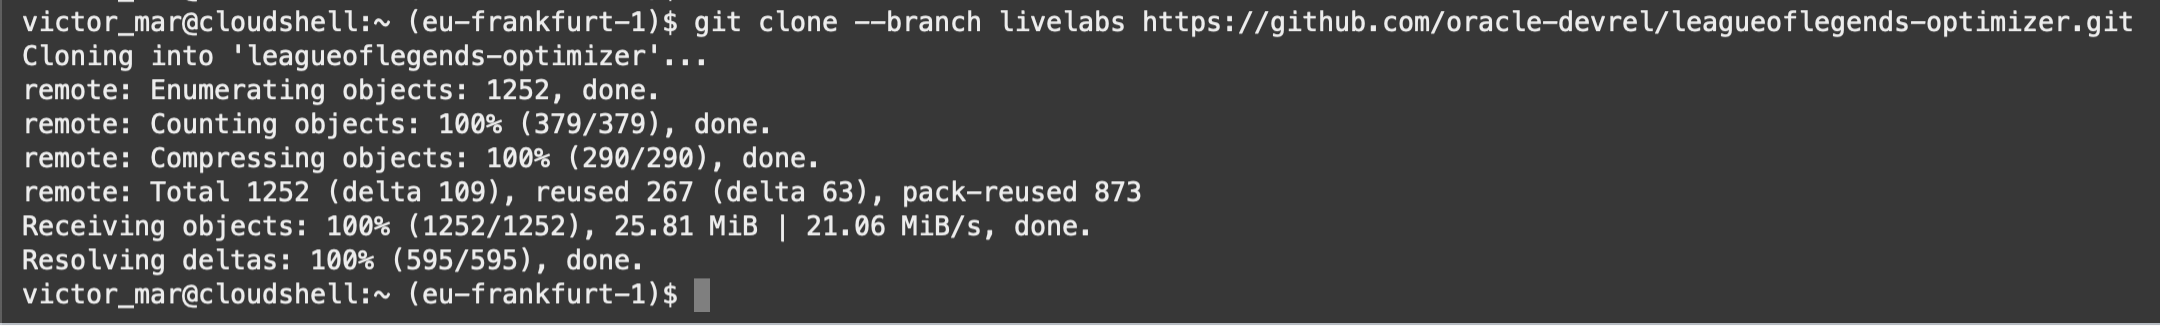 victor_mar@cloudshell:~ (eu-frankfurt-1)$ git clone --branch livelabs https://github.com/oracle-devrel/leagueoflegends-optimizer.git
Cloning into 'leagueoflegends-optimizer'...
remote: Enumerating objects: 1252, done.
remote: Counting objects: 100% (379/379), done.
remote: Compressing objects: 100% (290/290), done.
remote: Total 1252 (delta 109), reused 267 (delta 63), pack-reused 873
Receiving objects: 100% (1252/1252), 25.81 MiB | 21.06 MiB/s, done.
Resolving deltas: 100% (595/595), done.
victor_mar@cloudshell:~ (eu-frankfurt-1)$